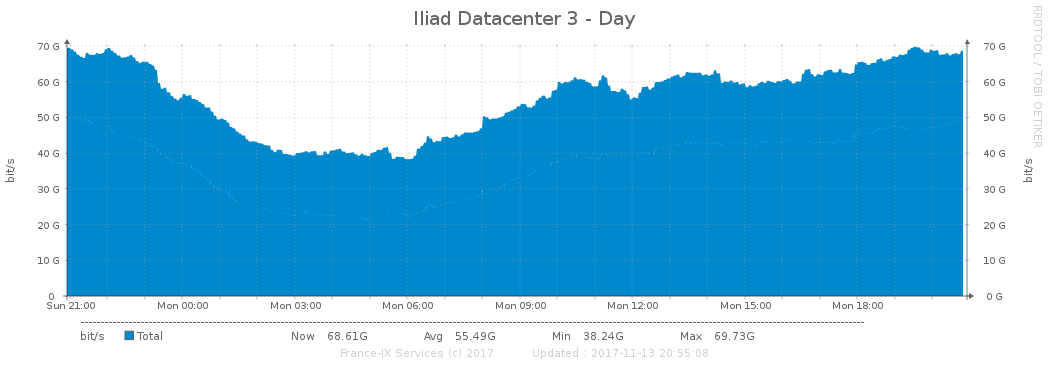 Iliad Datacenter 3 - Day
RRDTOOL / TOBI OETIKER
bit/s
70 G 70 G
60 G 60 G
50 G 50 G
40 G 40 G
30 G 30 G
20 G 20 G
10 G 10 G
0 0 G
bit/s
Sun 21:00 Mon 00:00 Mon 03:00 Mon 06:00 Mon 09:00 Mon 12:00 Mon 15:00 Mon 18:00
bit/s Total Now 68.61G Avg 55.49G Min 38.24G Max 69.73G
France-IX Services (c) 2017 Updated : 2017-11-13 20:55:08